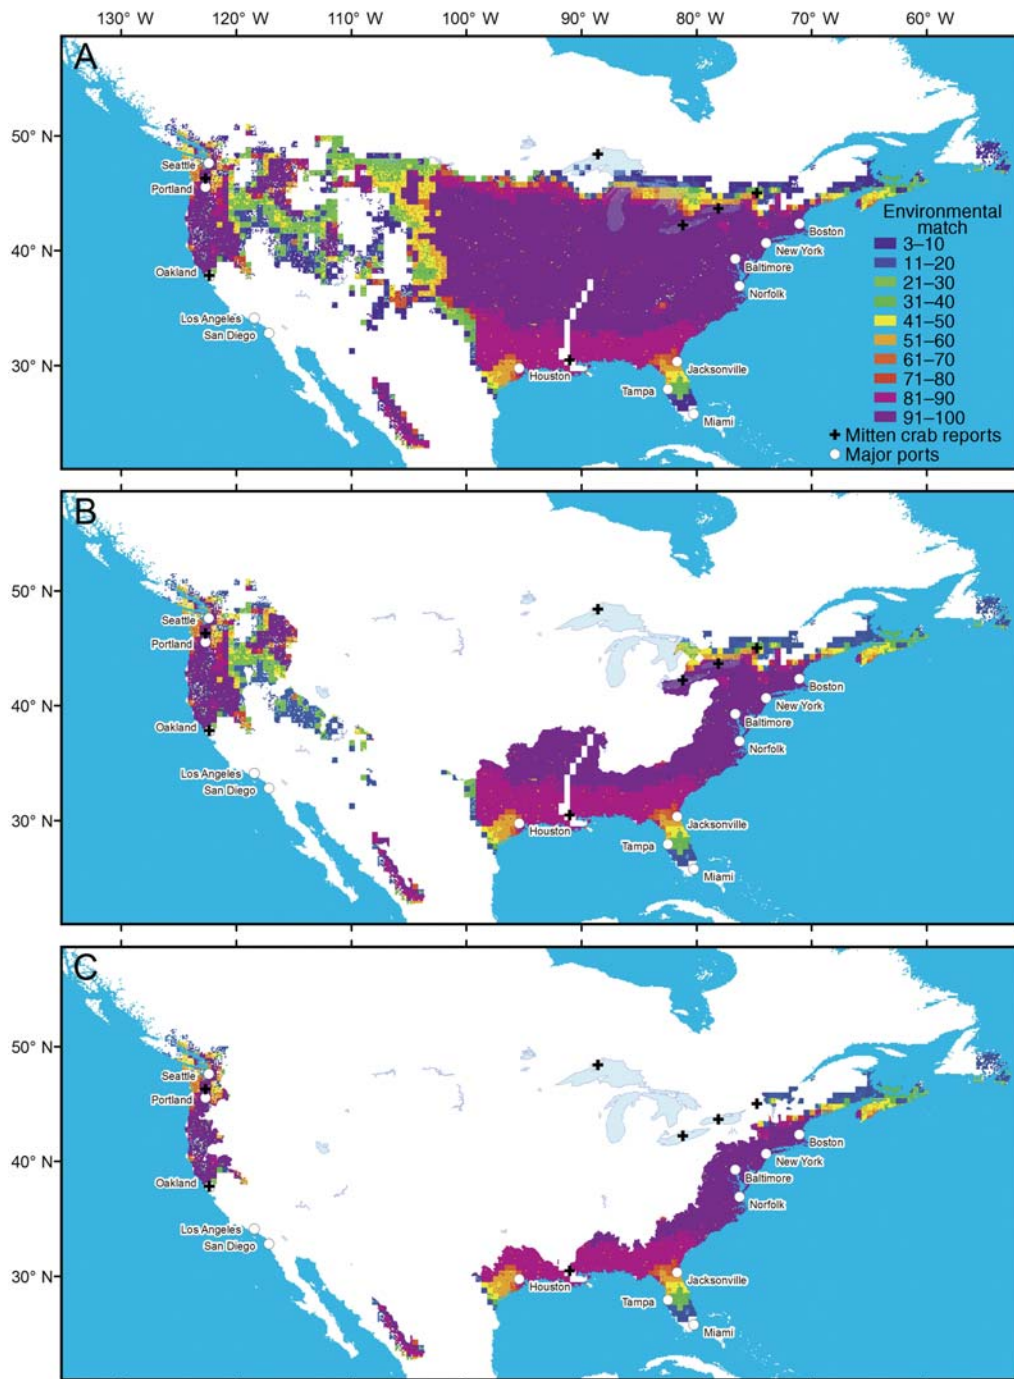 130° W 120° W 110° W 100° W 90° W 80° W 70° W 60° W
A
50° N
Seattle
Portland
40° N
Oakland
Los Angeles
San Diego
30° N
Houston
Tampa
Jacksonville
Miami
Boston
New York
Baltimore
Norfolk
Environmental
match
3–10
11–20
21–30
31–40
41–50
51–60
61–70
71–80
81–90
91–100
Mitten crab reports
Major ports
B
50° N
Seattle
Portland
40° N
Oakland
Los Angeles
San Diego
30° N
Houston
Tampa
Jacksonville
Miami
Boston
New York
Baltimore
Norfolk
C
50° N
Seattle
Portland
40° N
Oakland
Los Angeles
San Diego
30° N
Houston
Tampa
Jacksonville
Miami
Boston
New York
Baltimore
Norfolk